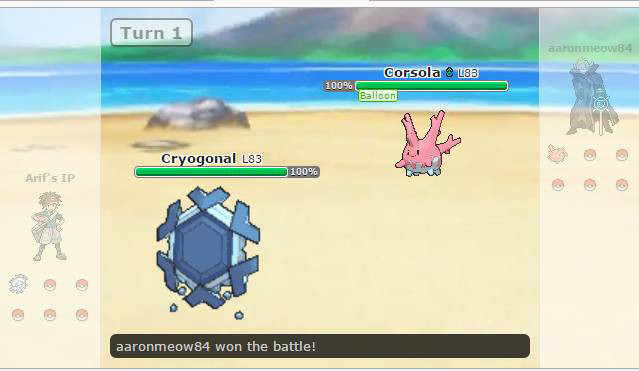 Turn 1
aaronmeow84
Corsola L83
100%
Balloon
Cryogonal L83
100%
Arif's IP
aaronmeow84 won the battle!